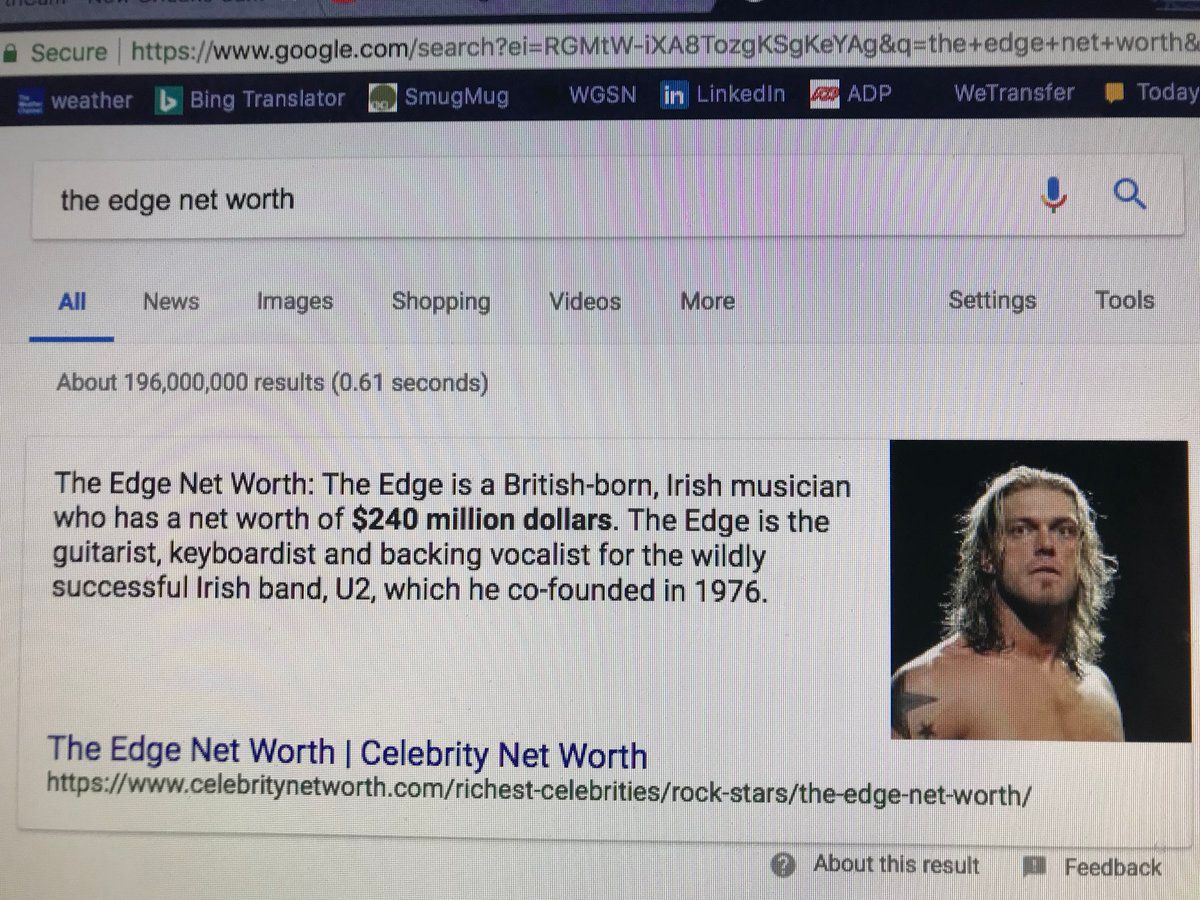 Secure https://www.google.com/search?ei=RGMtW-iXA8TozgKSgKeYAg&q=the+edge+net+worth&
weather Bing Translator SmugMug WGSN LinkedIn ADP WeTransfer Today
the edge net worth
All News Images Shopping Videos More Settings Tools
About 196,000,000 results (0.61 seconds)
The Edge Net Worth: The Edge is a British-born, Irish musician
who has a net worth of $240 million dollars. The Edge is the
guitarist, keyboardist and backing vocalist for the wildly
successful Irish band, U2, which he co-founded in 1976.
The Edge Net Worth | Celebrity Net Worth
https://www.celebritynetworth.com/richest-celebrities/rock-stars/the-edge-net-worth/
About this result Feedback